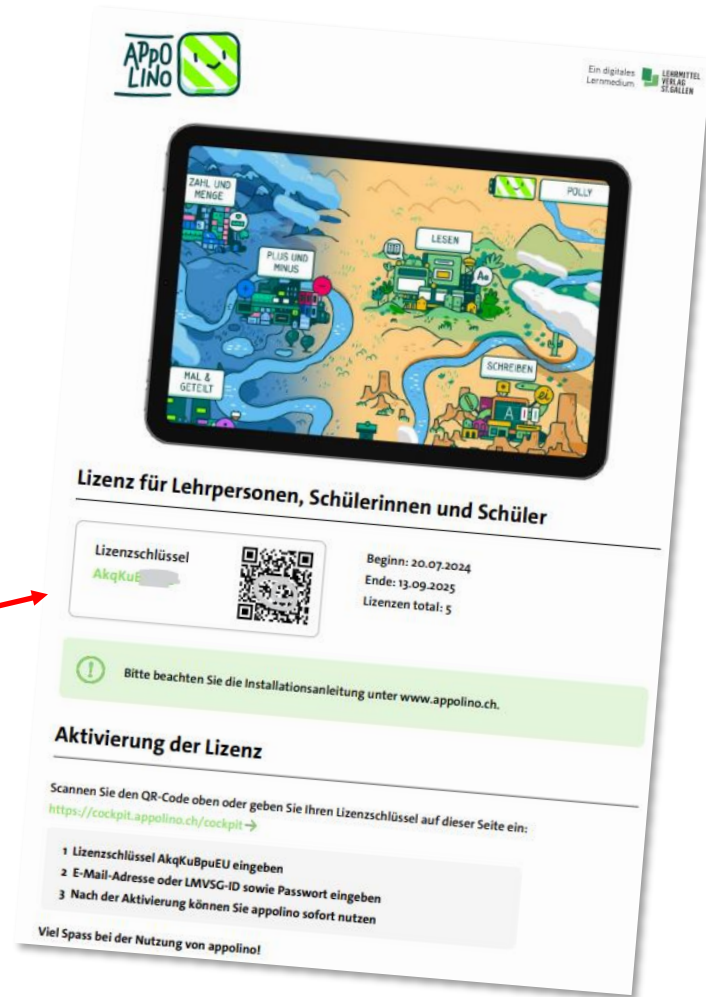 APPO
LINO
Ein digitales
Lernmedium
LEHRMITTEL
VERLAG
ST.GALLEN
ZAHL UND
MENGE
POLLY
LESEN
PLUS UND
MINUS
Aa
SCHREIBEN
MAL &
GETEILT
ei
A
Lizenz für Lehrpersonen, Schülerinnen und Schüler
Lizenzschlüssel
Beginn: 20.07.2024
Ende: 13.09.2025
Lizenzen total: 5
Bitte beachten Sie die Installationsanleitung unter www.appolino.ch.
Aktivierung der Lizenz
Scannen Sie den QR-Code oben oder geben Sie Ihren Lizenzschlüssel auf dieser Seite ein:
https://cockpit.appolino.ch/cockpit →
1 Lizenzschlüssel AkqKuBpuEU eingeben
2 E-Mail-Adresse oder LMVSG-ID sowie Passwort eingeben
3 Nach der Aktivierung können Sie appolino sofort nutzen
Viel Spass bei der Nutzung von appolino!